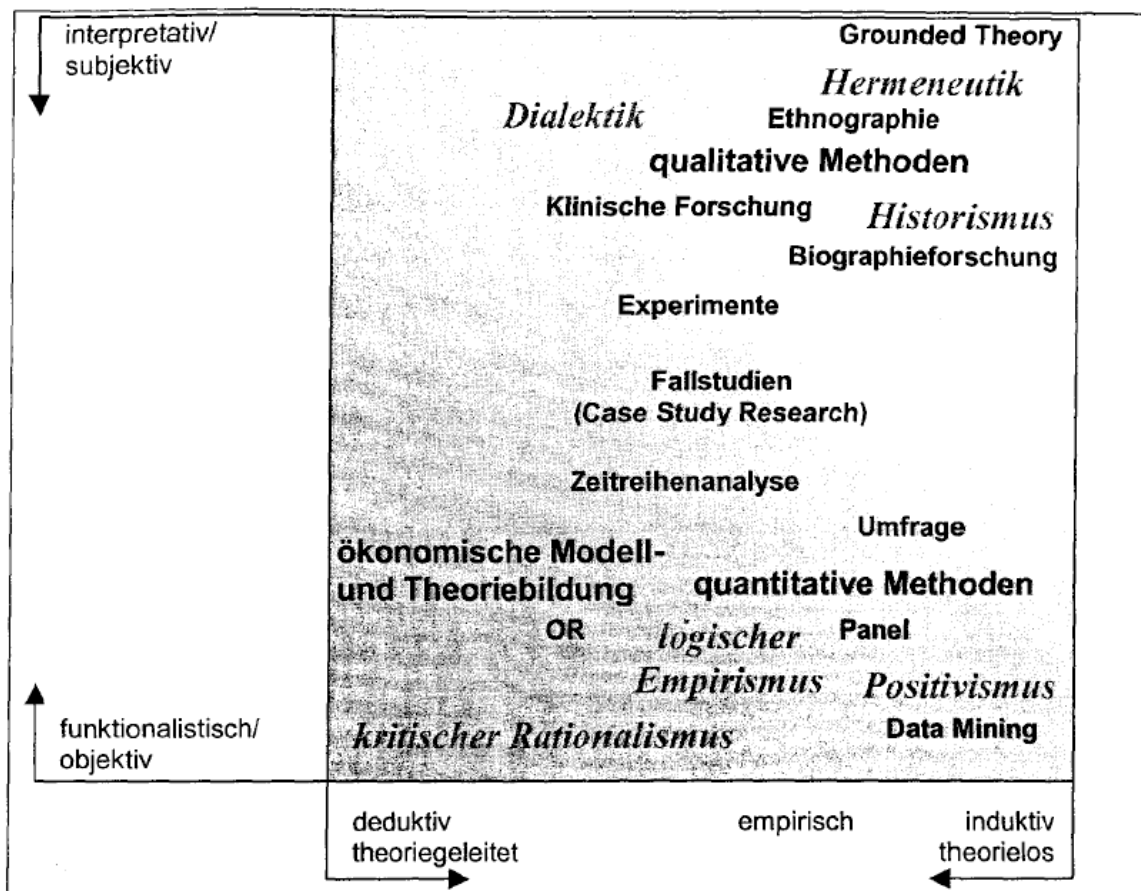 interpretativ/
subjektiv
Grounded Theory
Hermeneutik
Dialektik
Ethnographie
qualitative Methoden
Klinische Forschung
Historismus
Biographieforschung
Experimente
Fallstudien
(Case Study Research)
Zeitreihenanalyse
Umfrage
ökonomische Modell-
und Theoriebildung
quantitative Methoden
OR
logischer
Empirismus
Panel
Positivismus
funktionalistisch/
objektiv
kritischer Rationalismus
Data Mining
deduktiv
theoriegeleitet
empirisch
induktiv
theorielos